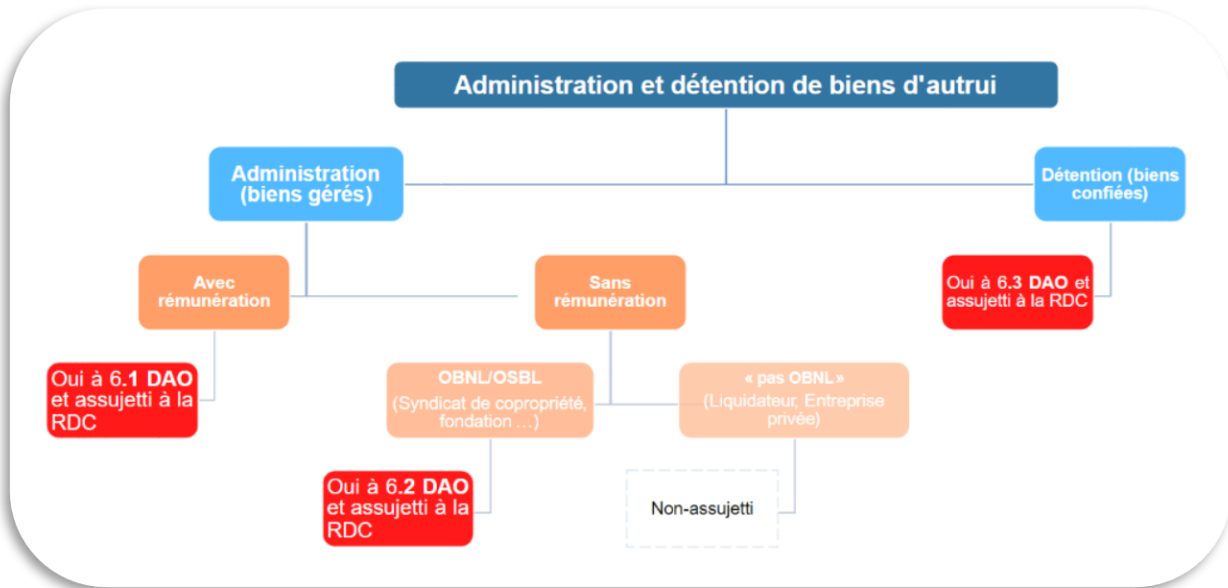 Administration et détention de biens d'autrui
Administration
(biens gérés)
Détention (biens
confiées)
Avec
rémunération
Sans
rémunération
Oui à 6.3 DAO et
assujetti à la RDC
Oui à 6.1 DAO
et assujetti à la
RDC
OBNL/OSBL
(Syndicat de copropriété,
fondation ...)
« pas OBNL »
(Liquidateur, Entreprise
privée)
Oui à 6.2 DAO
et assujetti à la
RDC
Non-assujetti